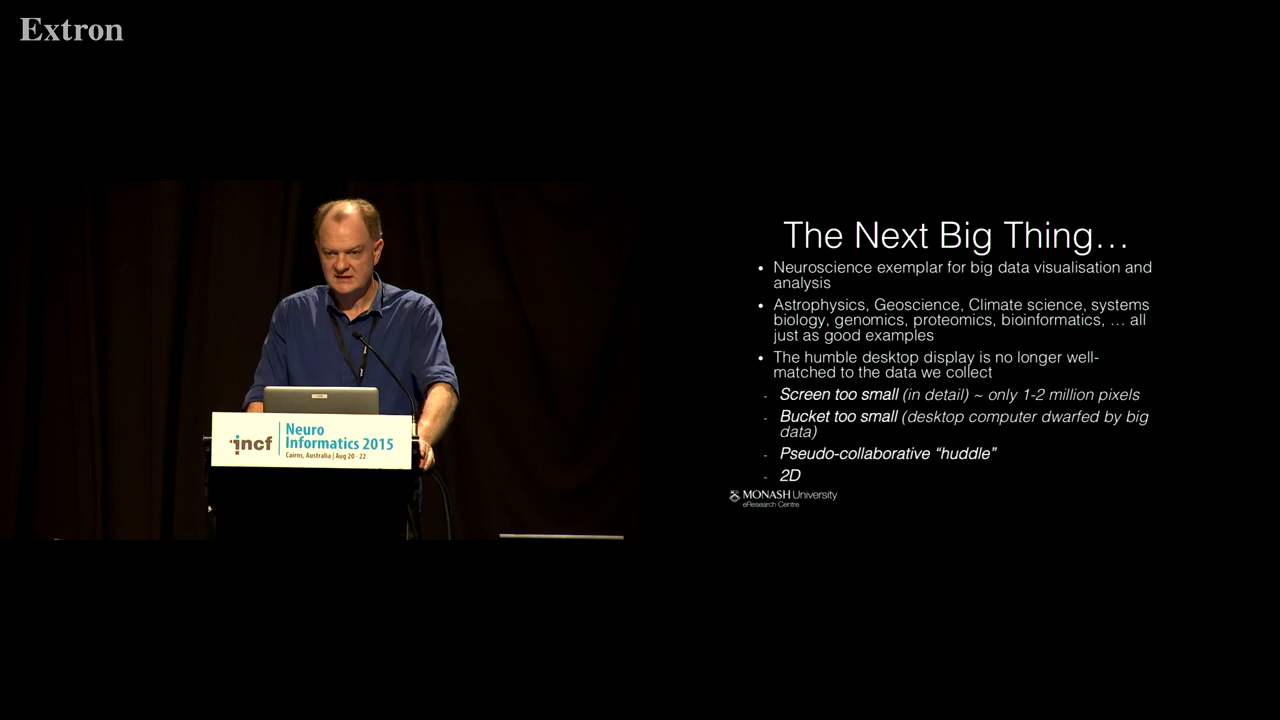 Extron
The Next Big Thing…
• Neuroscience exemplar for big data visualisation and
analysis
• Astrophysics, Geoscience, Climate science, systems
biology, genomics, proteomics, bioinformatics, … all
just as good examples
• The humble desktop display is no longer well-
matched to the data we collect
- Screen too small (in detail) ~ only 1-2 million pixels
- Bucket too small (desktop computer dwarfed by big
data)
- Pseudo-collaborative “huddle”
- 2D
MONASH University
eResearch Centre
incf
Neuro
Informatics 2015
Cairns, Australia | Aug 20 - 22